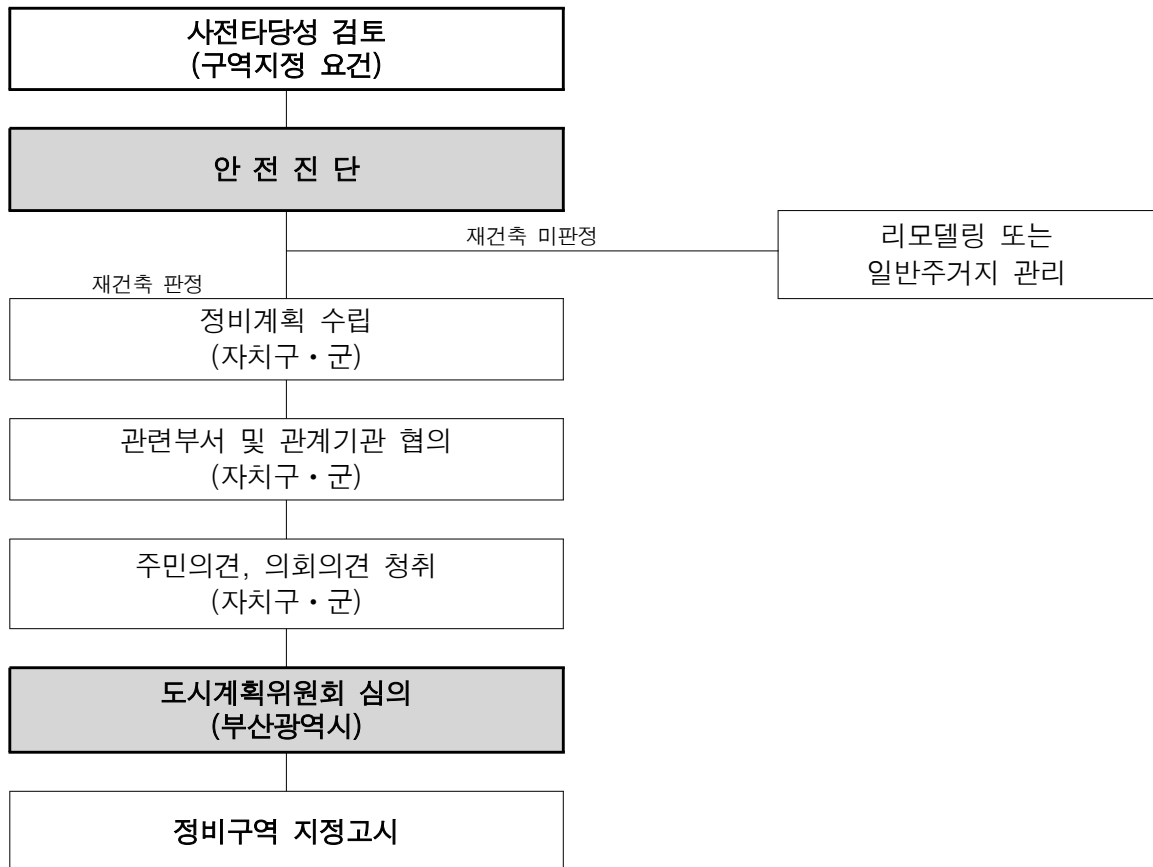 사전타당성 검토
(구역지정 요건)
안 전 진 단
재건축 미판정
리모델링 또는
일반주거지 관리
재건축 판정
정비계획 수립
(자치구・군)
관련부서 및 관계기관 협의
(자치구・군)
주민의견, 의회의견 청취
(자치구・군)
도시계획위원회 심의
(부산광역시)
정비구역 지정고시